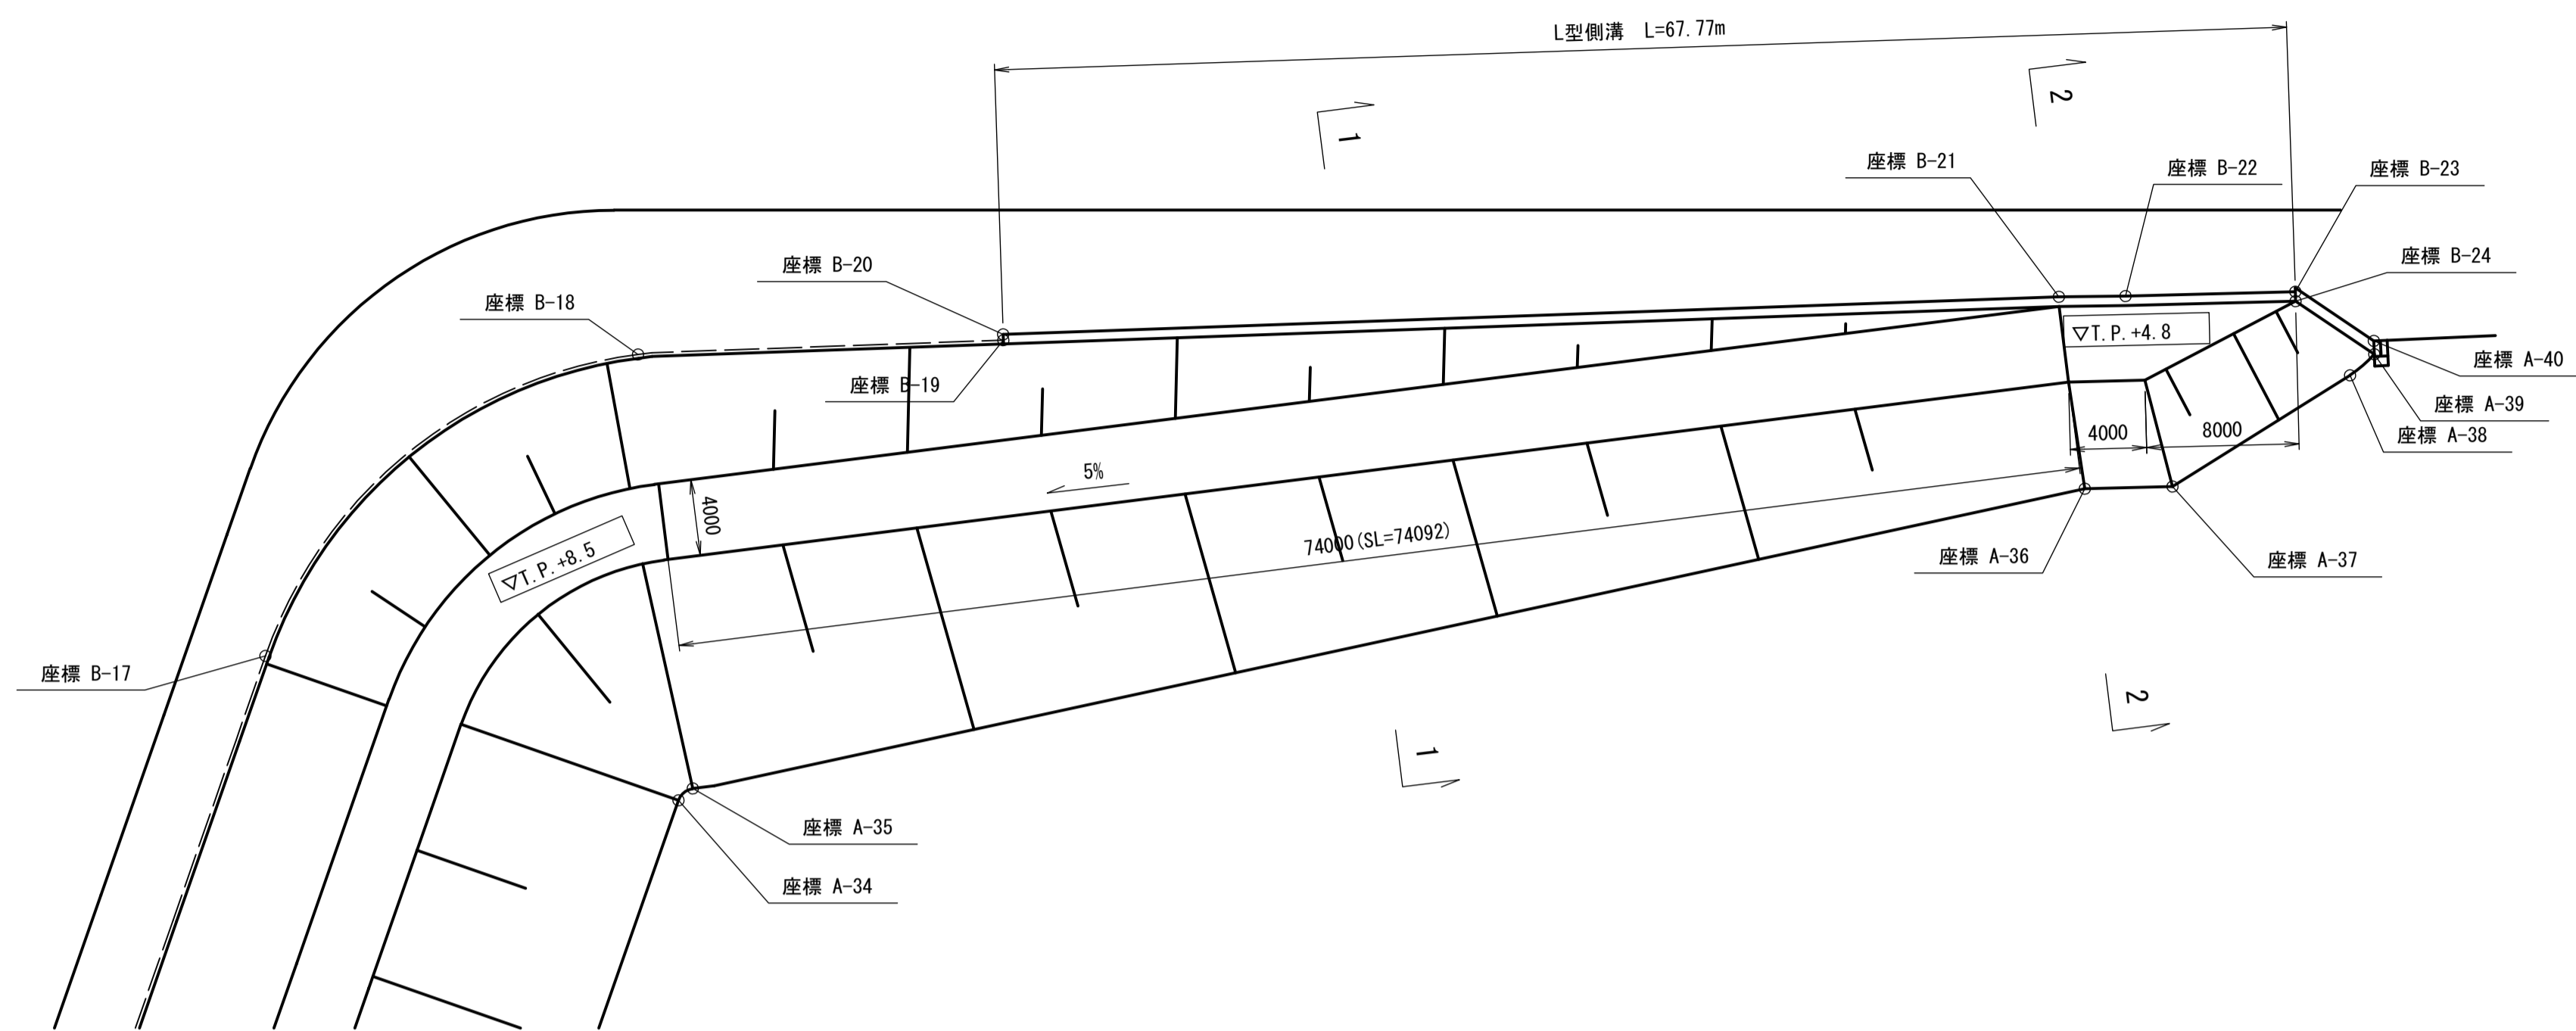 L型側溝　L=67.77m
2
1
座標 B-21
座標 B-22
座標 B-23
座標 B-20
座標 B-24
座標 B-18
▽T.P.+4.8
座標 A-40
座標 B-19
座標 A-39
4000
8000
座標 A-38
5%
4000
74000(SL=74092)
▽T.P.+8.5
座標 A-36
座標 A-37
座標 B-17
2
1
座標 A-35
座標 A-34